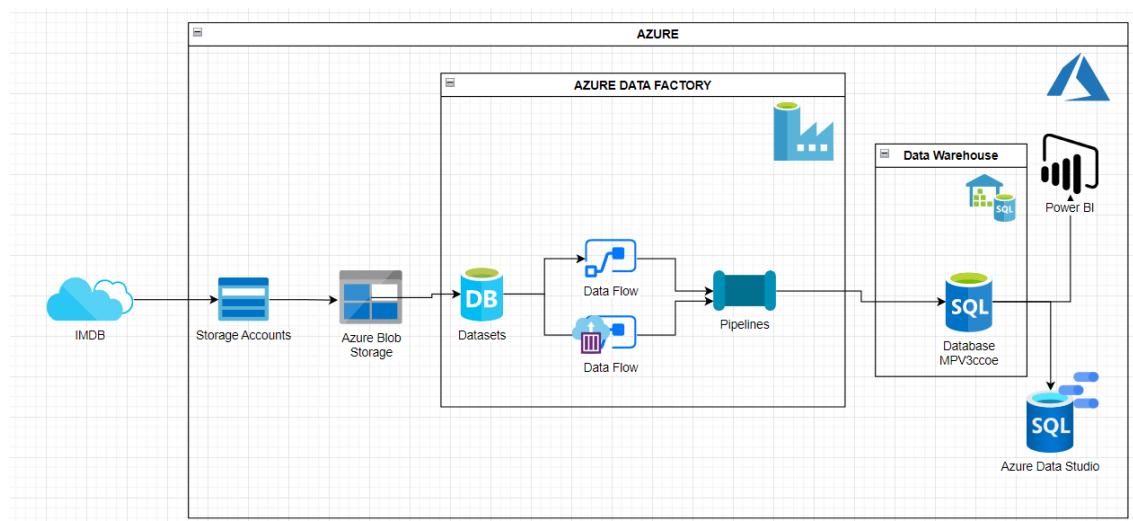 AZURE
AZURE DATA FACTORY
Data Warehouse
SQL
Power BI
IMDB
Storage Accounts
Azure Blob
Storage
DB
Datasets
Data Flow
Data Flow
Pipelines
SQL
Database
MPV3ccoe
SQL
Azure Data Studio